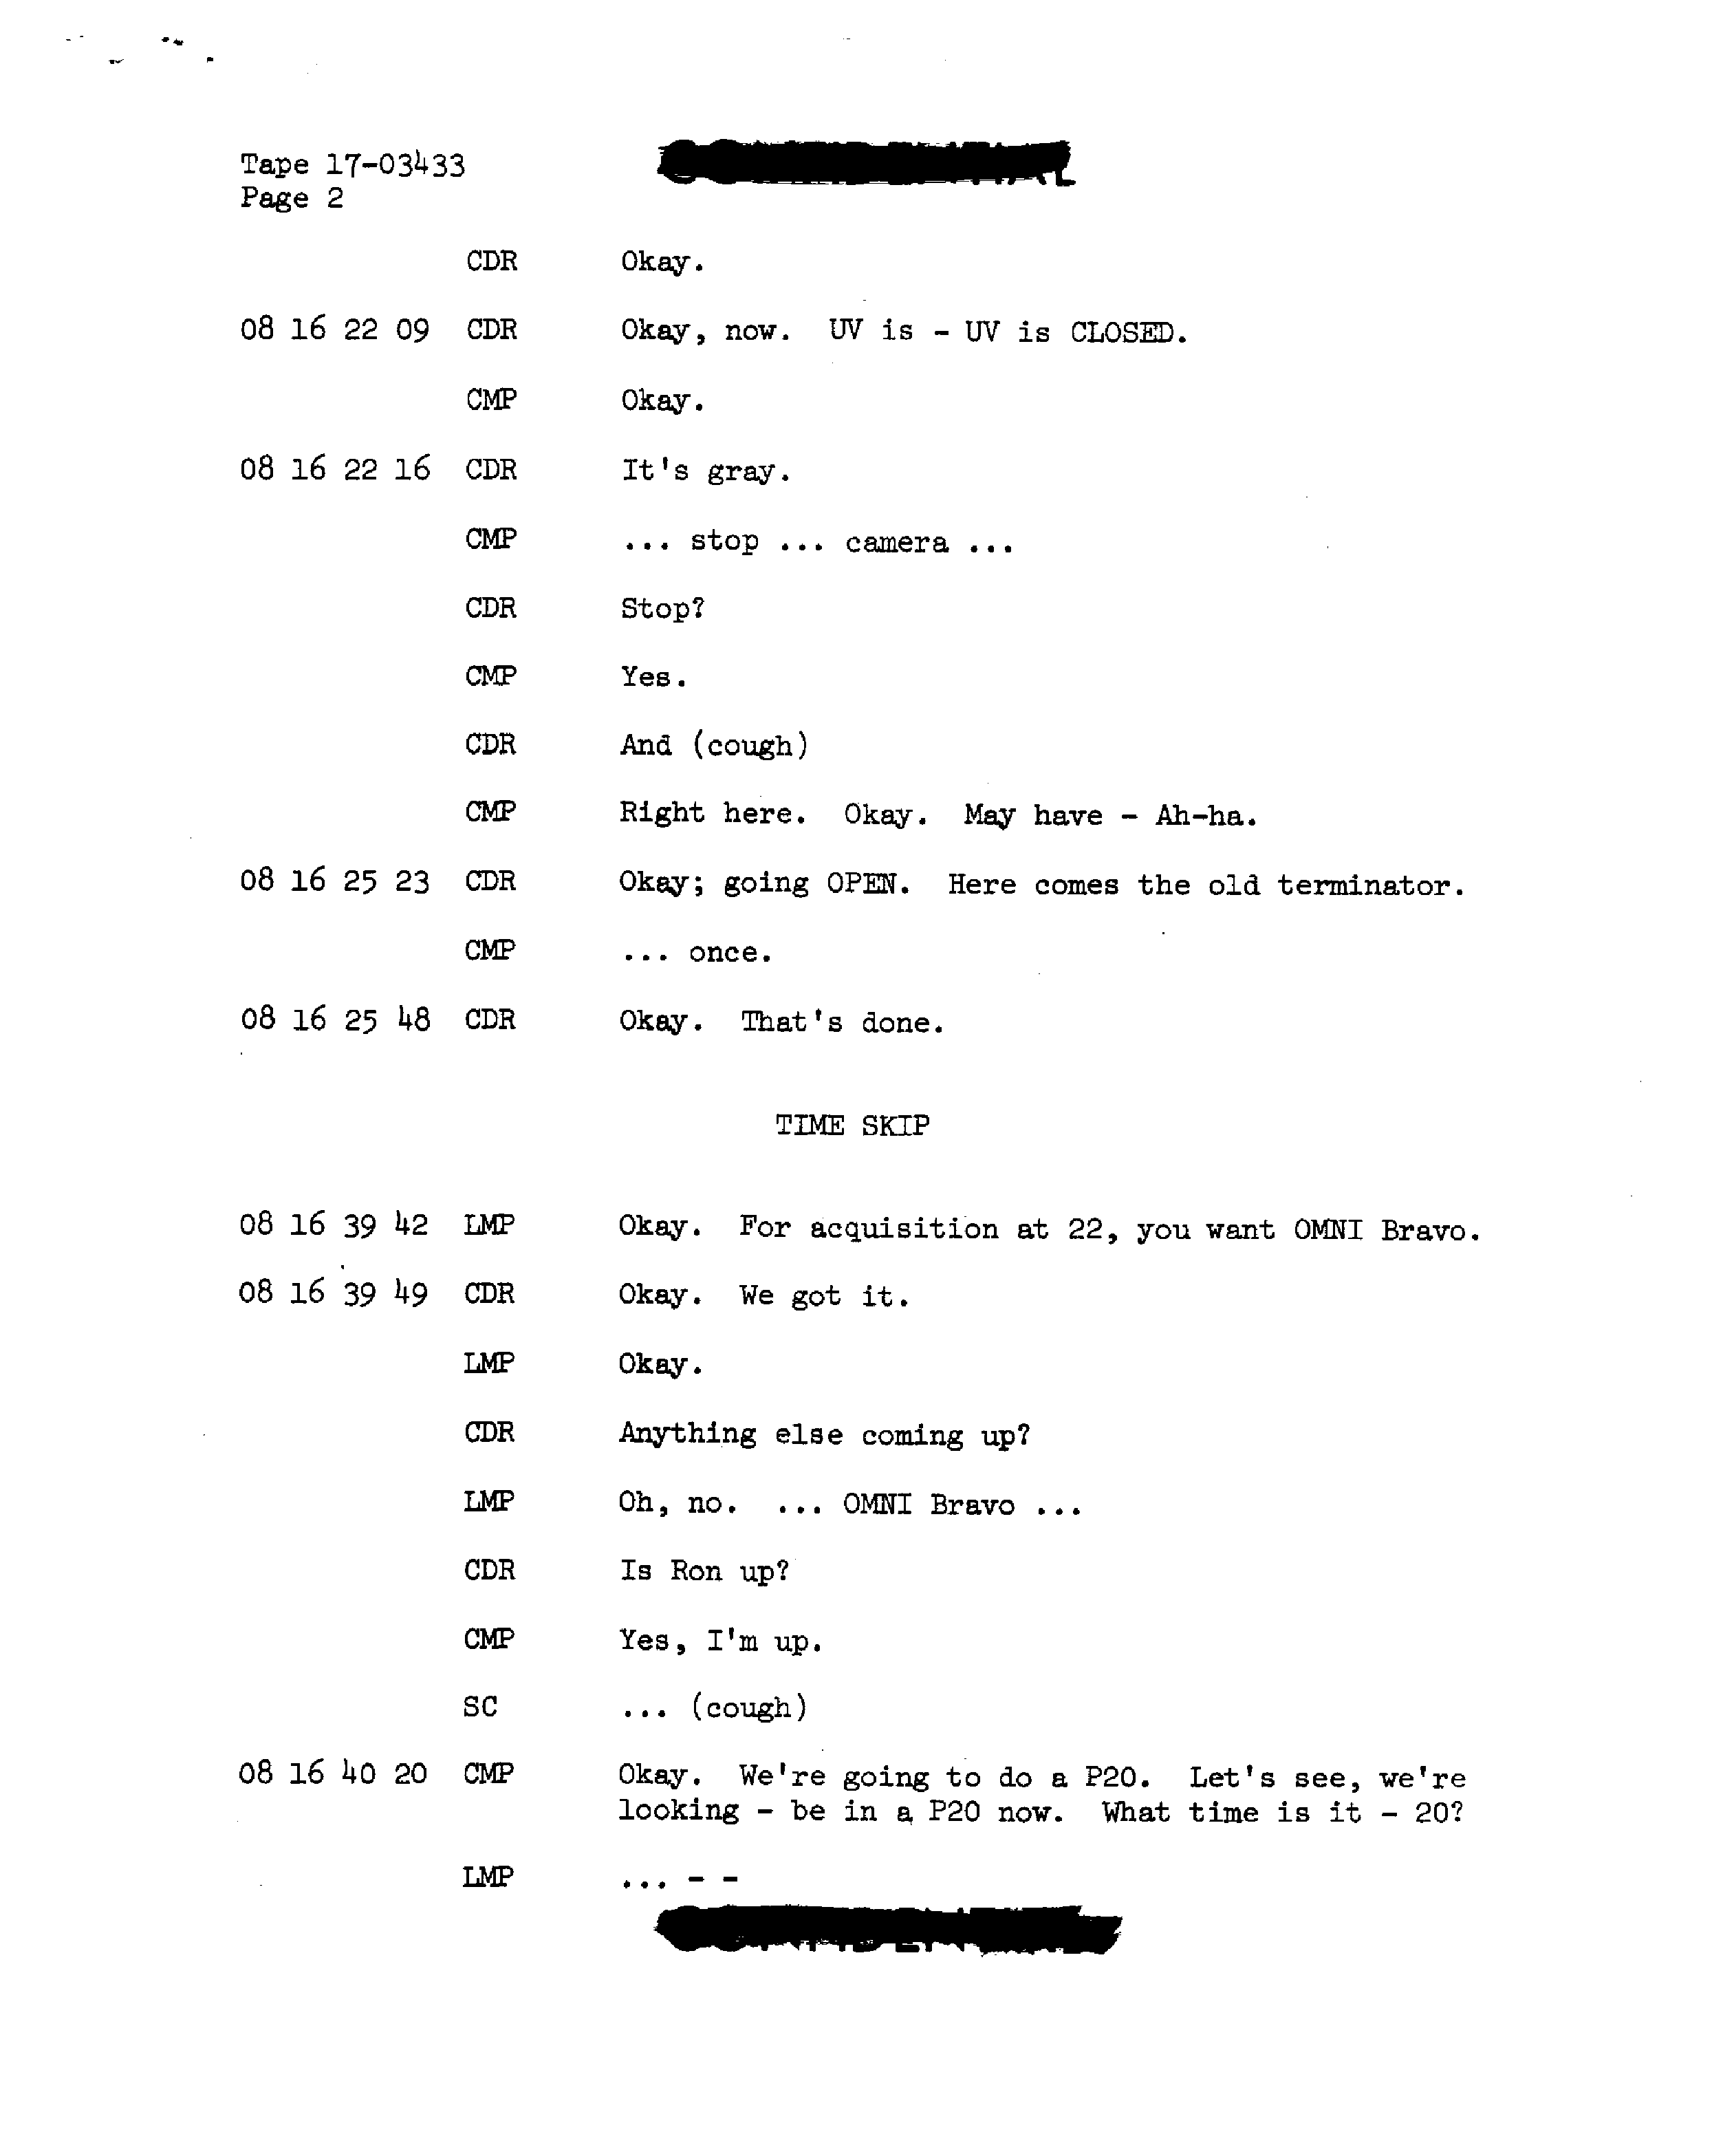 Tape 17-03433
Page 2
CDR Okay.
08 16 22 09 CDR Okay, now. UV is - UV is CLOSED.
CMP Okay.
08 16 22 16 CDR It's gray.
CMP ... stop ... camera ...
CDR Stop?
CMP Yes.
CDR And (cough)
CMP Right here. Okay. May have - Ah-ha.
08 16 25 23 CDR Okay; going OPEN. Here comes the old terminator.
CMP ... once.
08 16 25 48 CDR Okay. That's done.
TIME SKIP
08 16 39 42 LMP Okay. For acquisition at 22, you want OMNI Bravo.
08 16 39 49 CDR Okay. We got it.
LMP Okay.
CDR Anything else coming up?
LMP Oh, no. ... OMNI Bravo ...
CDR Is Ron up?
CMP Yes, I'm up.
SC ... (cough)
08 16 40 20 CMP Okay. We're going to do a P20. Let's see, we're
looking - be in a P20 now. What time is it - 20?
LMP ... - -